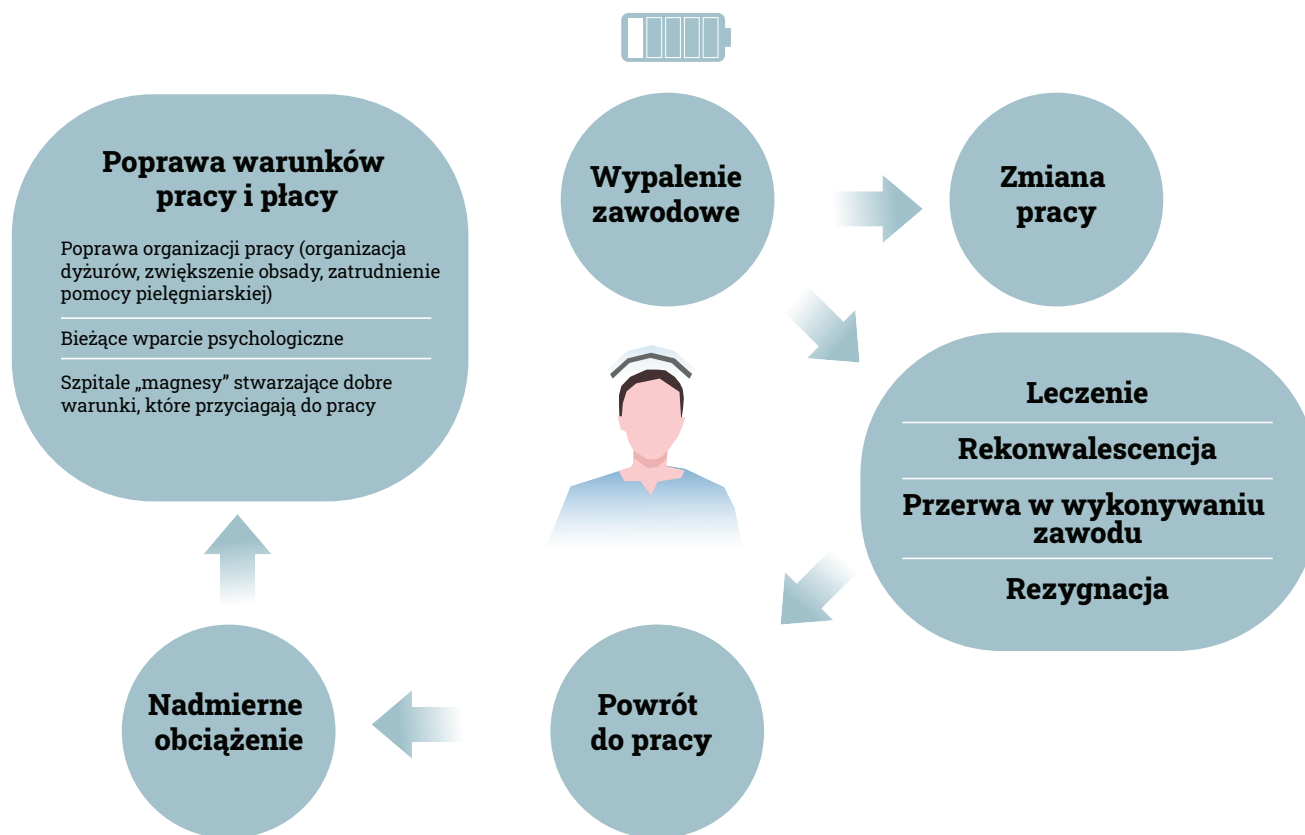 Poprawa warunków
pracy i płacy
Poprawa organizacji pracy (organizacja
dyżurów, zwiększenie obsady, zatrudnienie
pomocy pielęgniarskiej)
Bieżące wparcie psychologiczne
Szpitale „magnesy” stwarzające dobre
warunki, które przyciagają do pracy
Wypalenie
zawodowe
Zmiana
pracy
Leczenie
Rekonwalescencja
Przerwa w wykonywaniu
zawodu
Rezygnacja
Powrót
do pracy
Nadmierne
obciążenie